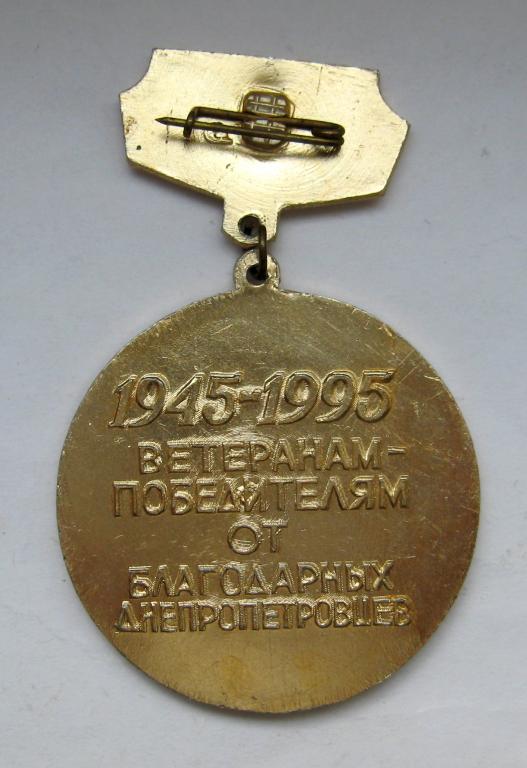 1945-1995
ВЕТЕРАНАМ-
ПОБЕДИТЕЛЯМ
ОТ
БЛАГОДАРНЫХ
ДНЕПРОПЕТРОВЦЕВ